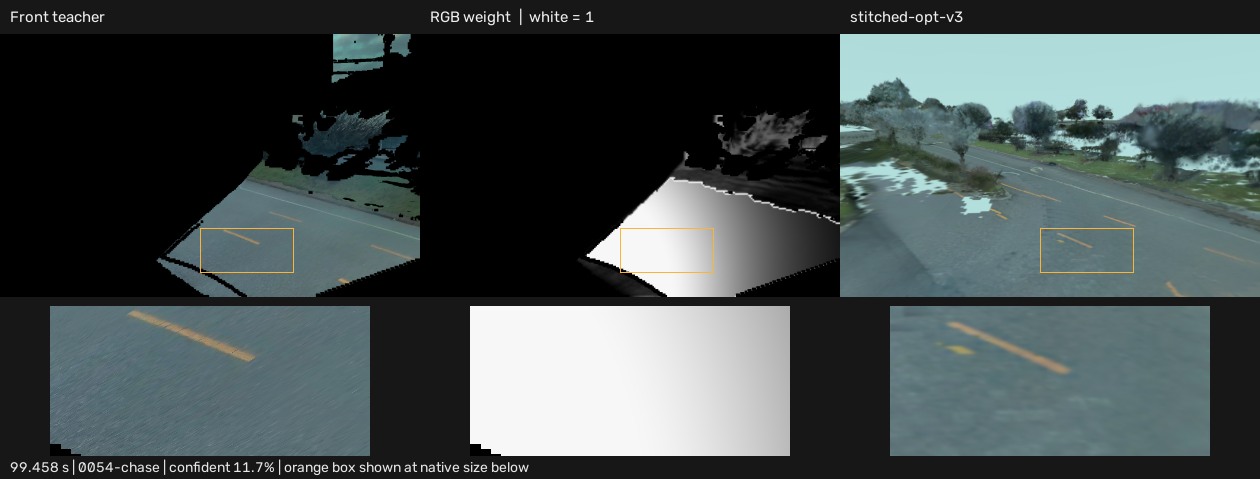 Front teacher
RGB weight | white = 1
stitched-opt-v3
99.458 s | 0054-chase | confident 11.7% | orange box shown at native size below